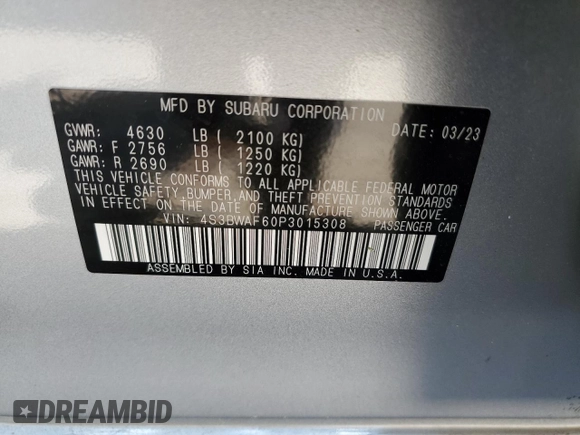 MFD BY SUBARU CORPORATION
DATE: 03/23
GVWR: 4630 LB ( 2100 KG)
GAWR: F 2756 LB ( 1250 KG)
GAWR: R 2690 LB ( 1220 KG)
THIS VEHICLE CONFORMS TO ALL APPLICABLE FEDERAL MOTOR
VEHICLE SAFETY, BUMPER, AND THEFT PREVENTION STANDARDS
IN EFFECT ON THE DATE OF MANUFACTURE SHOWN ABOVE.
VIN: 4S3BWAF60P3015308 PASSENGER CAR
ASSEMBLED BY SIA INC. MADE IN U.S.A.
DREAMBID